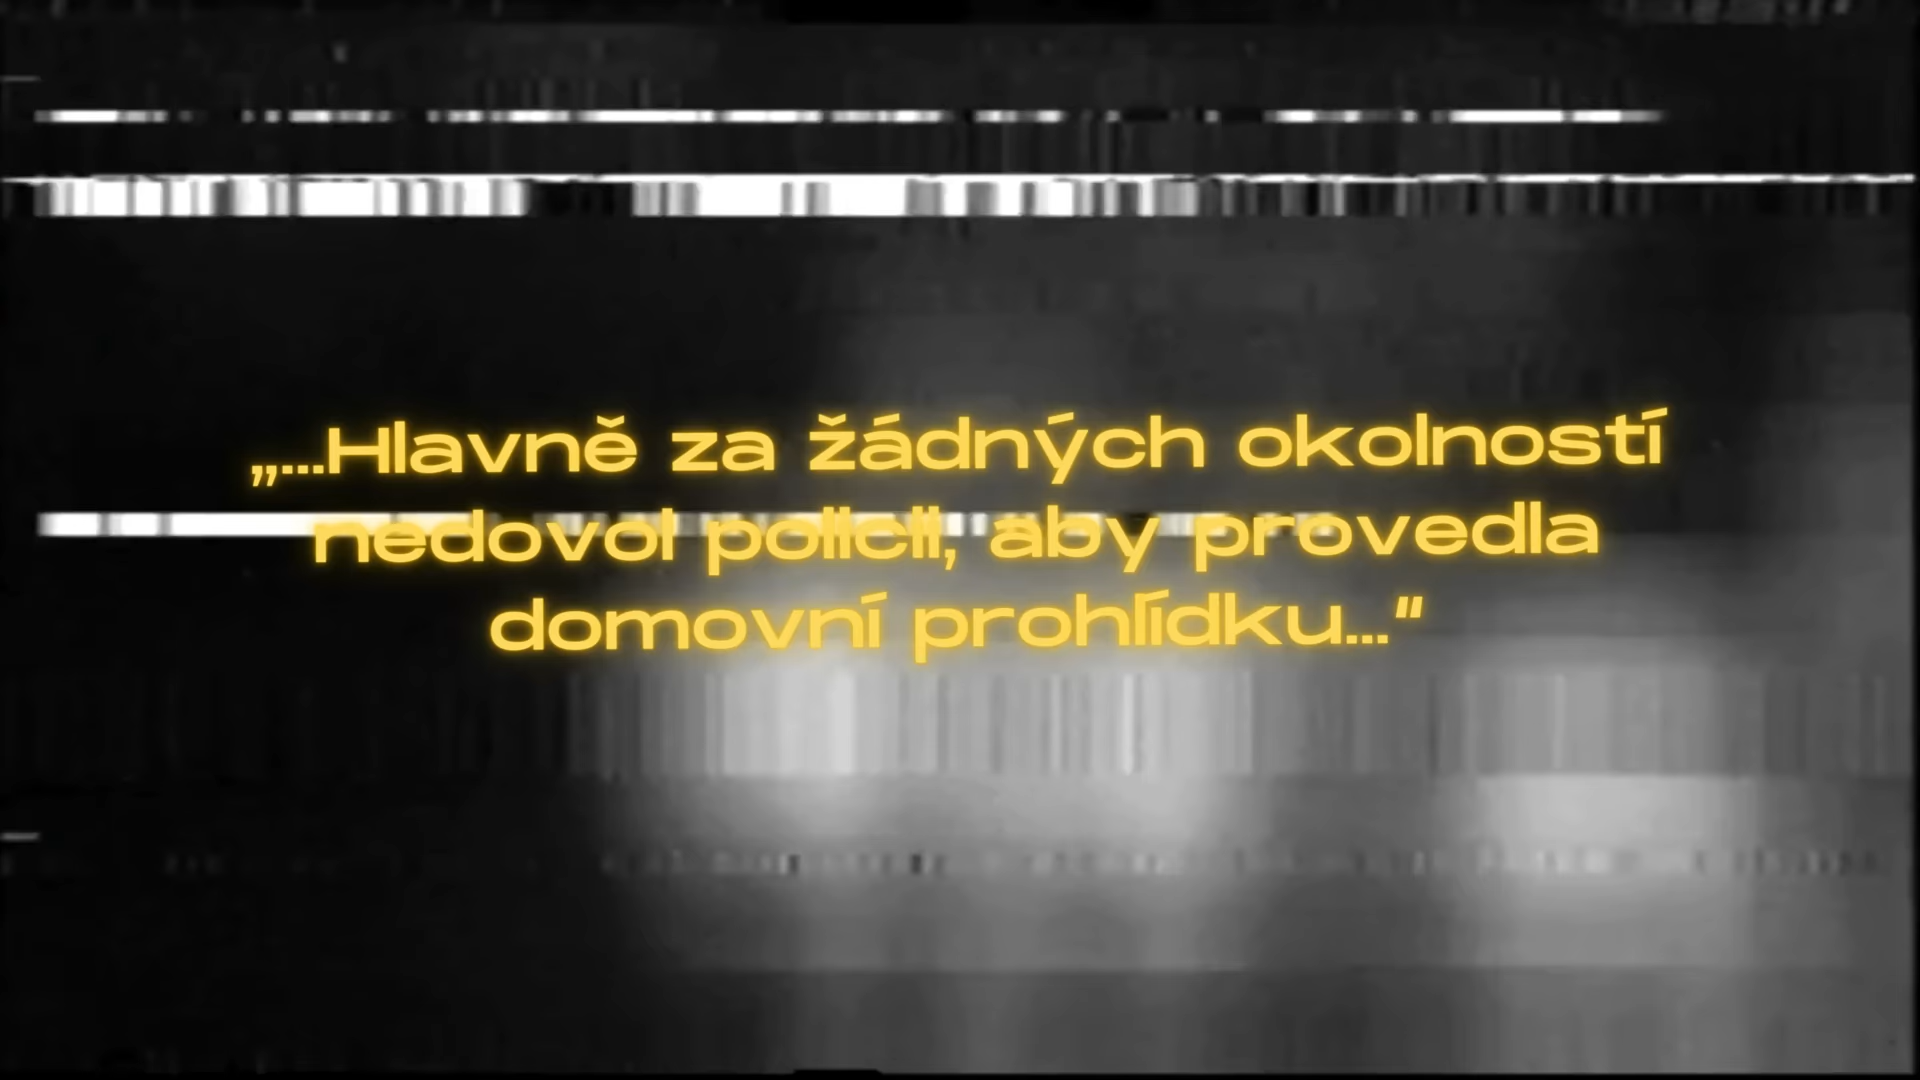 „...Hlavně za žádných okolností
nedovol policii, aby provedla
domovní prohlídku..."